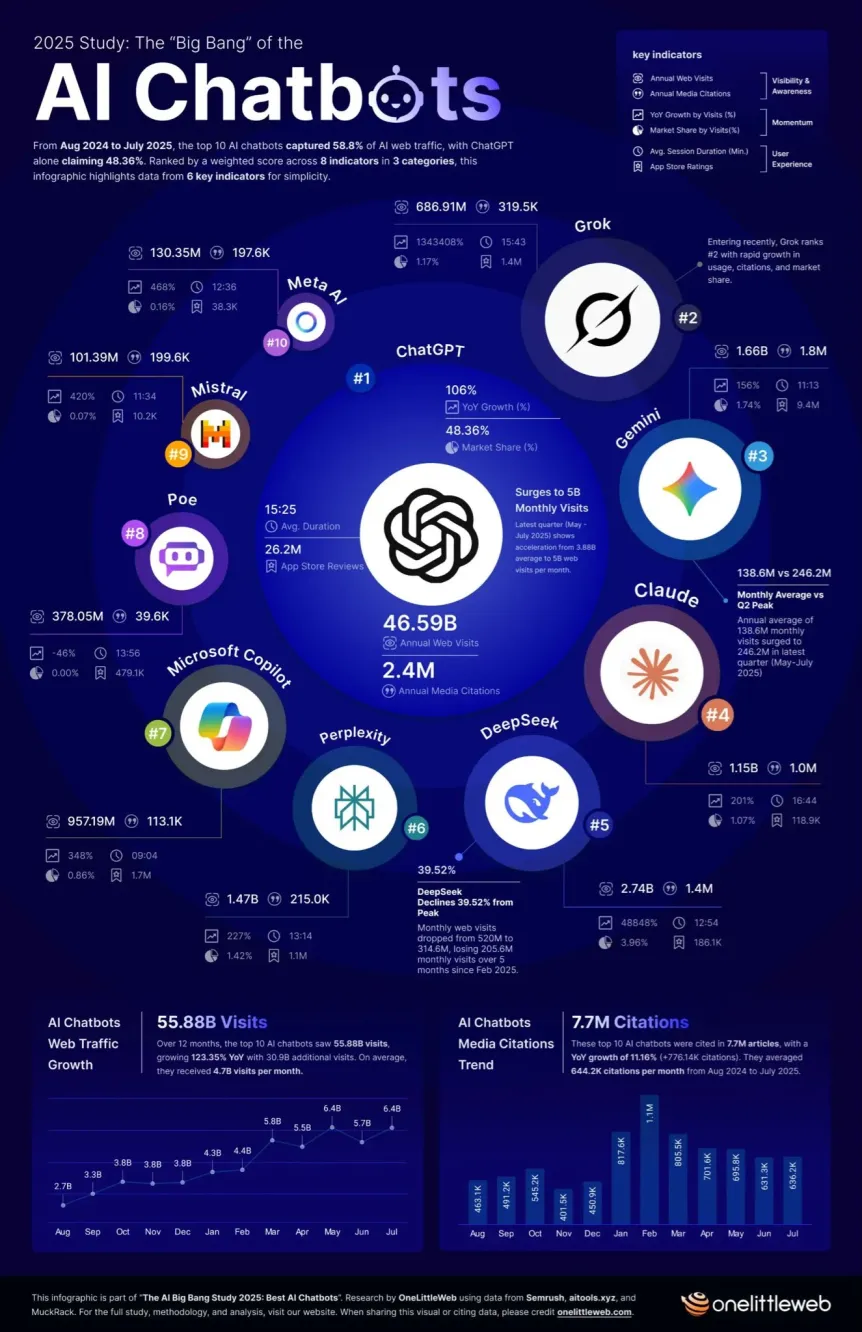 2025 Study: The "Big Bang" of the
AI Chatbots
From Aug 2024 to July 2025, the top 10 AI chatbots captured 58.8% of AI web traffic, with ChatGPT
alone claiming 48.36%. Ranked by a weighted score across 8 indicators in 3 categories, this
infographic highlights data from 6 key indicators for simplicity.
key indicators
Annual Web Visits
Annual Media Citations
Visibility &
Awareness
YoY Growth by Visits (%)
Market Share by Visits(%)
Momentum
Avg. Session Duration (Min.)
App Store Ratings
User
Experience
686.91M 319.5K
1343408% 15:43
1.17% 1.4M
Grok
#2
Entering recently, Grok ranks
#2 with rapid growth in
usage, citations, and market
share.
130.35M 197.6K
468% 12:36
0.16% 38.3K
Meta AI
#10
ChatGPT
#1
106%
YoY Growth (%)
48.36%
Market Share (%)
15:25
Avg. Duration
26.2M
App Store Reviews
Surges to 5B
Monthly Visits
Latest quarter (May -
July 2025) shows
acceleration from 3.88B
average to 5B web
visits per month.
46.59B
Annual Web Visits
2.4M
Annual Media Citations
1.66B 1.8M
156% 11:13
1.74% 9.4M
Gemini
#3
138.6M vs 246.2M
Monthly Average vs
Q2 Peak
Annual average of
138.6M monthly
visits surged to
246.2M in latest
quarter (May-July
2025)
101.39M 199.6K
420% 11:34
0.07% 10.2K
Mistral
#9
Poe
#8
378.05M 39.6K
-46% 13:56
0.00% 479.1K
Claude
#4
1.15B 1.0M
201% 16:44
1.07% 118.9K
Microsoft Copilot
#7
957.19M 113.1K
348% 09:04
0.86% 1.7M
Perplexity
#6
1.47B 215.0K
227% 13:14
1.42% 1.1M
DeepSeek
#5
39.52%
DeepSeek
Declines 39.52% from
Peak
Monthly web visits
dropped from 520M to
314.6M, losing 205.6M
monthly visits over 5
months since Feb 2025.
2.74B 1.4M
48848% 12:54
3.96% 186.1K
AI Chatbots
Web Traffic
Growth
55.88B Visits
Over 12 months, the top 10 AI chatbots saw 55.88B visits,
growing 123.35% YoY with 30.9B additional visits. On average,
they received 4.7B visits per month.
2.7B 3.3B 3.8B 3.8B 3.8B 4.3B 4.4B 5.8B 5.5B 6.4B 5.7B 6.4B
Aug Sep Oct Nov Dec Jan Feb Mar Apr May Jun Jul
AI Chatbots
Media Citations
Trend
7.7M Citations
These top 10 AI chatbots were cited in 7.7M articles, with a
YoY growth of 11.16% (+776.14K citations). They averaged
644.2K citations per month from Aug 2024 to July 2025.
463.1K 491.2K 545.2K 401.5K 450.9K 817.6K 1.1M 805.5K 701.6K 695.8K 631.3K 636.2K
Aug Sep Oct Nov Dec Jan Feb Mar Apr May Jun Jul
This infographic is part of "The AI Big Bang Study 2025: Best AI Chatbots". Research by OneLittleWeb using data from Semrush, aitools.xyz, and
MuckRack. For the full study, methodology, and analysis, visit our website. When sharing this visual or citing data, please credit onelittleweb.com.
onelittleweb